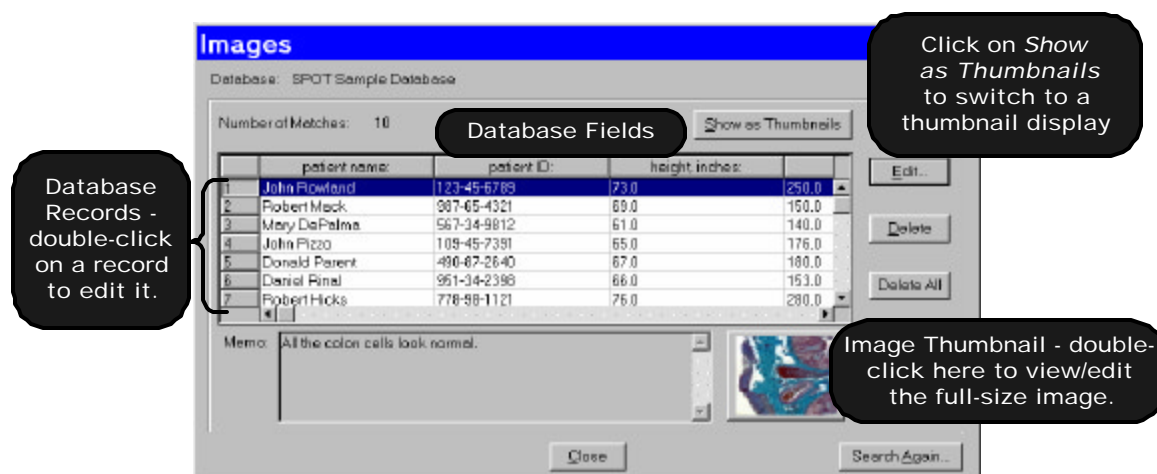 Images
Click on Show
as Thumbnails
to switch to a
thumbnail display
Database: SPOT Sample Database
Number of Matches: 10
Database Fields
Show as Thumbnails
patient name: patient ID: height, inches:
Edit...
Database
Records -
double-click
on a record
to edit it.
1 John Rowland 123-45-6789 73.0 250.0
2 Robert Mack 987-65-4321 69.0 150.0
3 Mary DePalma 567-34-9812 61.0 140.0
4 John Pizzo 109-45-7391 65.0 176.0
5 Donald Parent 490-87-2640 67.0 180.0
6 Daniel Rinal 951-34-2398 66.0 153.0
7 Robert Hicks 778-98-1121 76.0 280.0
Delete
Delete All
Memo: All the colon cells look normal.
Image Thumbnail - double-
click here to view/edit
the full-size image.
Close
Search Again...